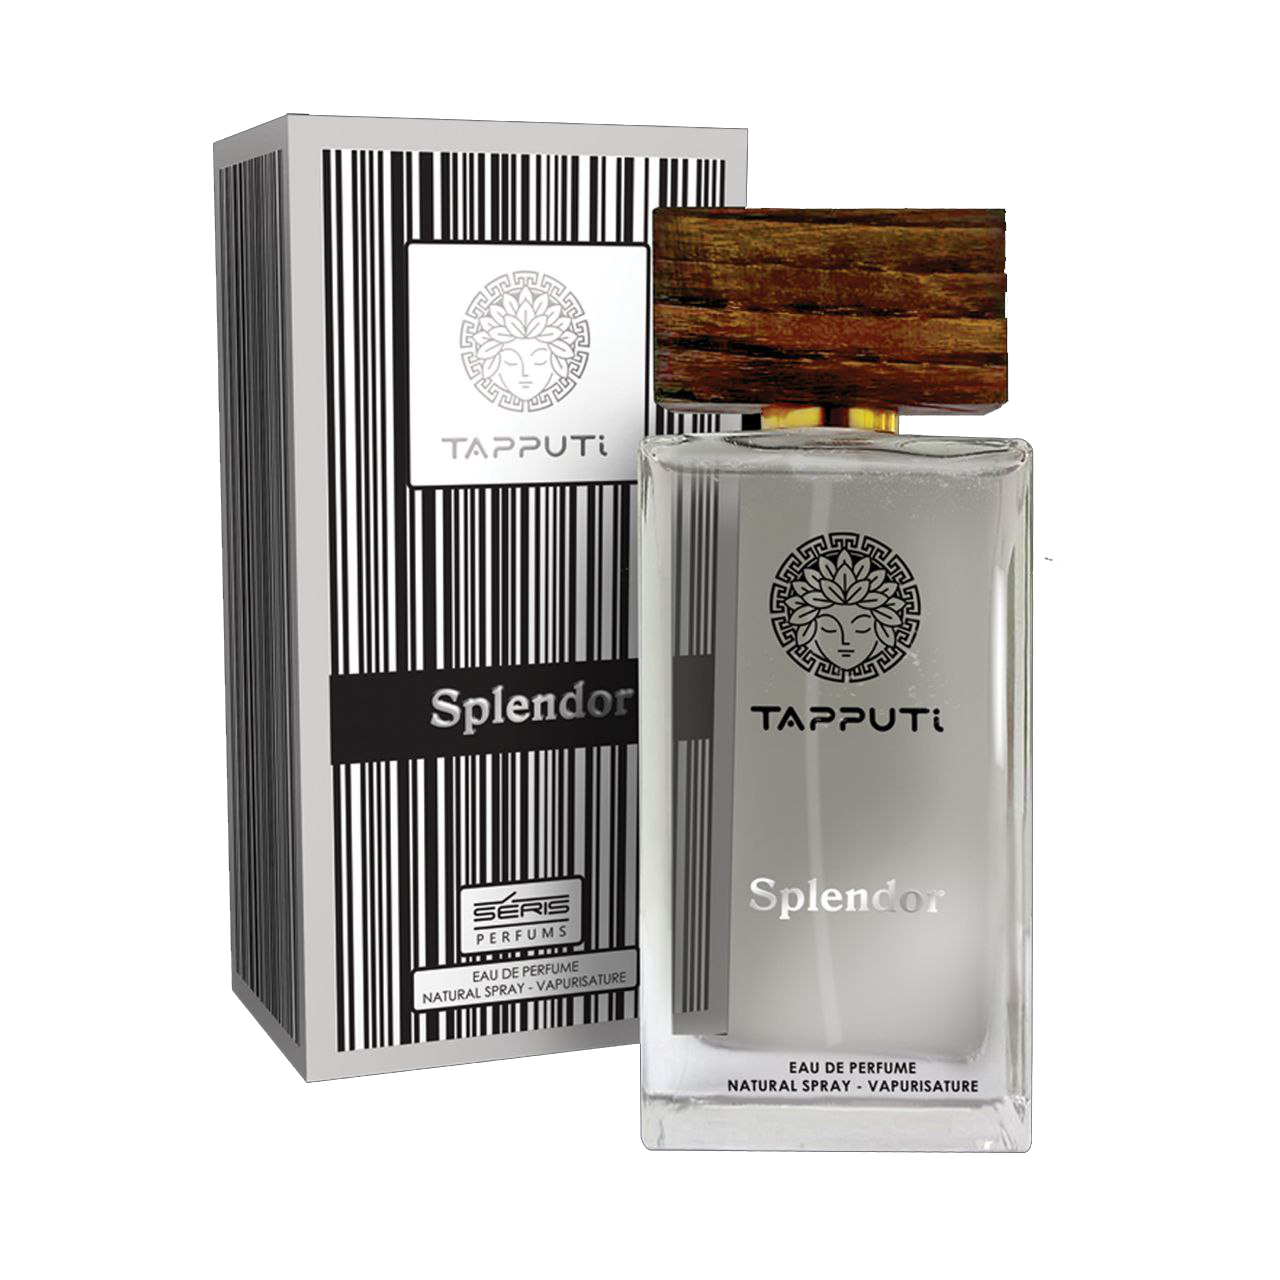 TAPPUTi
Splendor
SÉRIS
PERFUMS
EAU DE PERFUME
NATURAL SPRAY - VAPURISATURE
TAPPUTi
Splendor
EAU DE PERFUME
NATURAL SPRAY - VAPURISATURE